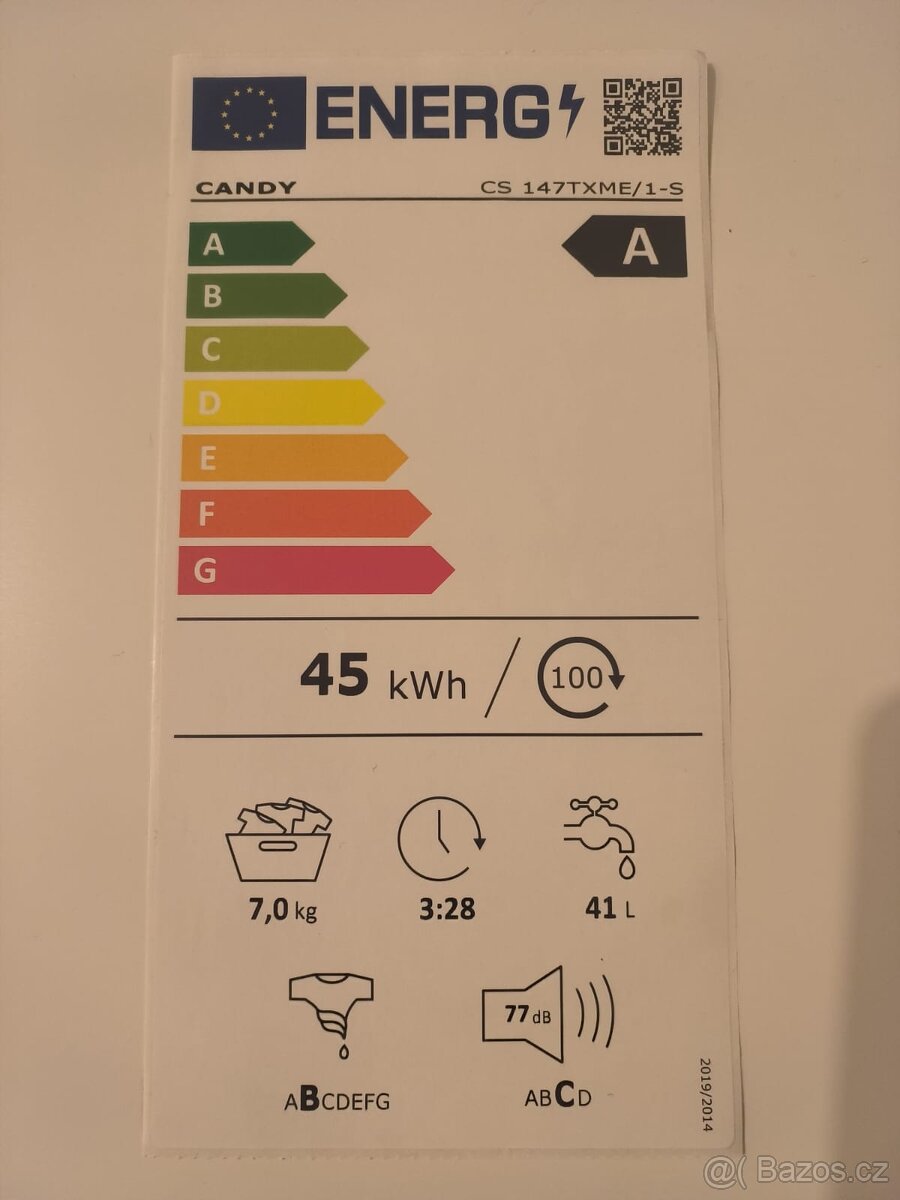 ENERG
CANDY CS 147TXME/1-S
A A
B
C
D
E
F
G
45 kWh / 100
7,0 kg 3:28 41 L
77 dB
ABCDEFG ABCD
2019/2014
@( Bazos.cz